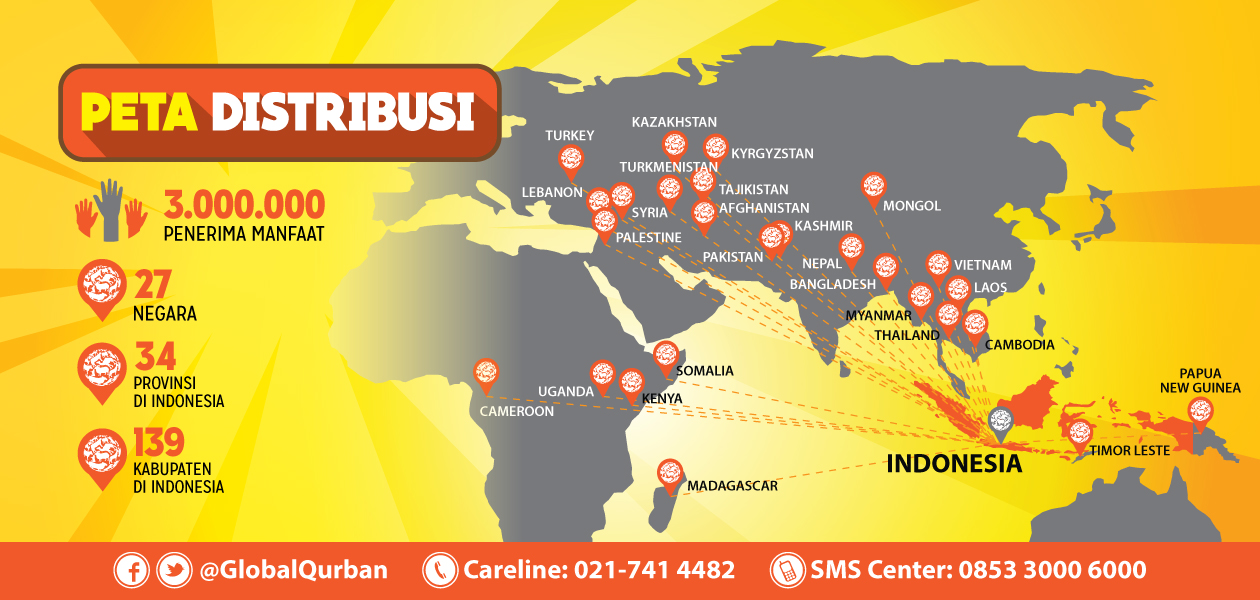 PETA DISTRIBUSI
3.000.000
PENERIMA MANFAAT
27
NEGARA
34
PROVINSI
DI INDONESIA
139
KABUPATEN
DI INDONESIA
TURKEY
KAZAKHSTAN
KYRGYZSTAN
TURKMENISTAN
LEBANON
TAJIKISTAN
SYRIA
AFGHANISTAN
MONGOL
PALESTINE
KASHMIR
PAKISTAN
NEPAL
VIETNAM
BANGLADESH
LAOS
MYANMAR
THAILAND
CAMBODIA
SOMALIA
UGANDA
KENYA
CAMEROON
PAPUA
NEW GUINEA
TIMOR LESTE
INDONESIA
MADAGASCAR
@GlobalQurban
Careline: 021-741 4482
SMS Center: 0853 3000 6000